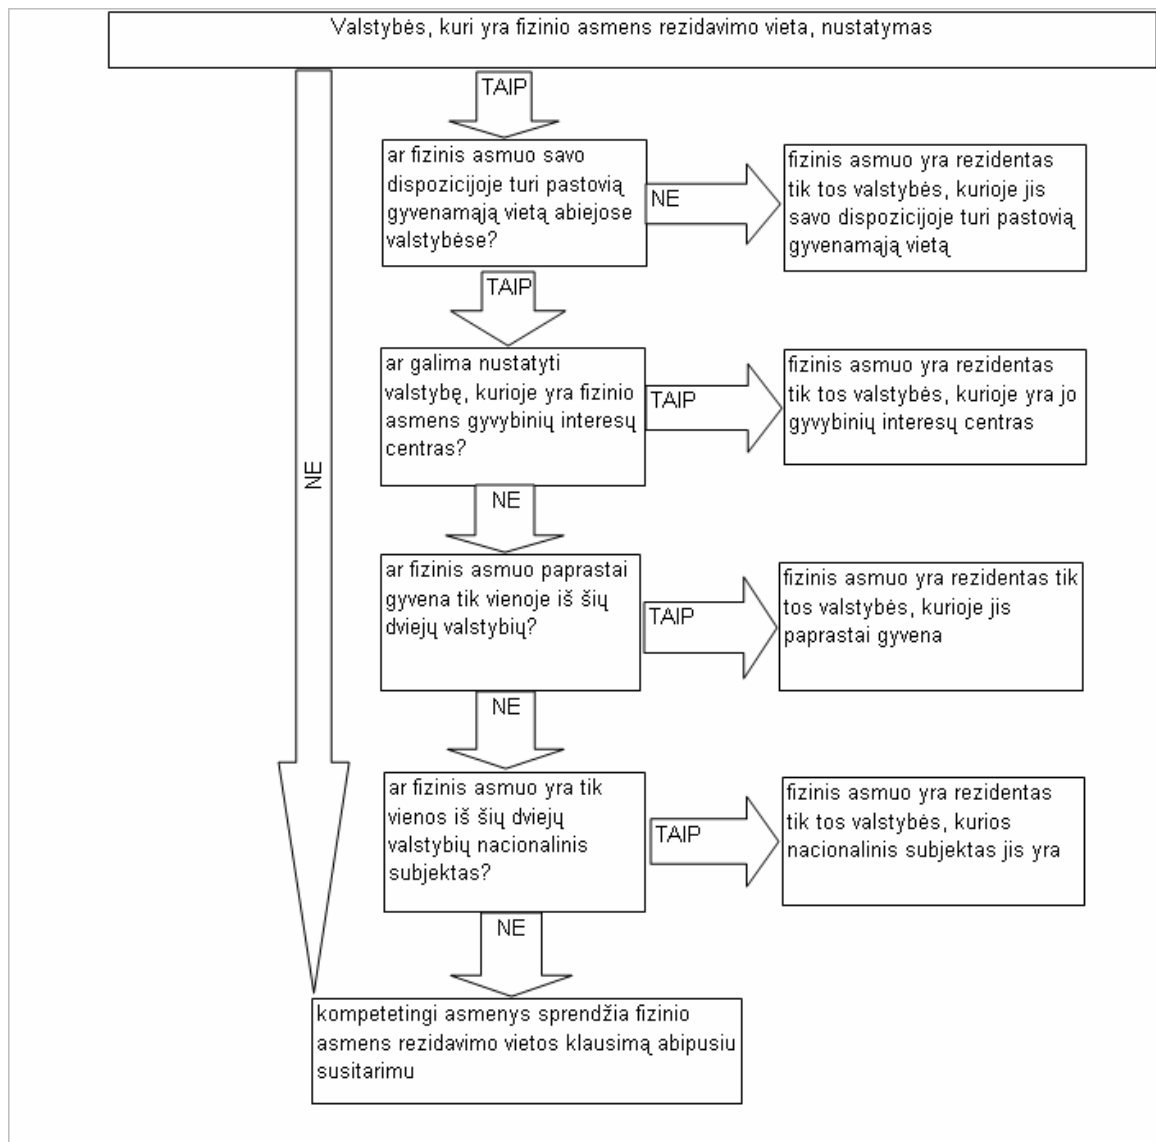 Valstybės, kuri yra fizinio asmens rezidavimo vieta, nustatymas
TAIP
ar fizinis asmuo savo
dispozicijoje turi pastovią
gyvenamąją vietą abiejose
valstybėse?
NE
fizinis asmuo yra rezidentas
tik tos valstybės, kurioje jis
savo dispozicijoje turi pastovią
gyvenamąją vietą
TAIP
ar galima nustatyti
valstybę, kurioje yra fizinio
asmens gyvybinių interesų
centras?
TAIP
fizinis asmuo yra rezidentas
tik tos valstybės, kurioje yra jo
gyvybinių interesų centras
NE
NE
ar fizinis asmuo paprastai
gyvena tik vienoje iš šių
dviejų valstybių?
TAIP
fizinis asmuo yra rezidentas tik
tos valstybės, kurioje jis
paprastai gyvena
NE
ar fizinis asmuo yra tik
vienos iš šių dviejų
valstybių nacionalinis
subjektas?
TAIP
fizinis asmuo yra rezidentas
tik tos valstybės, kurios
nacionalinis subjektas jis yra
NE
kompetetingi asmenys sprendžia fizinio
asmens rezidavimo vietos klausimą abipusiu
susitarimu